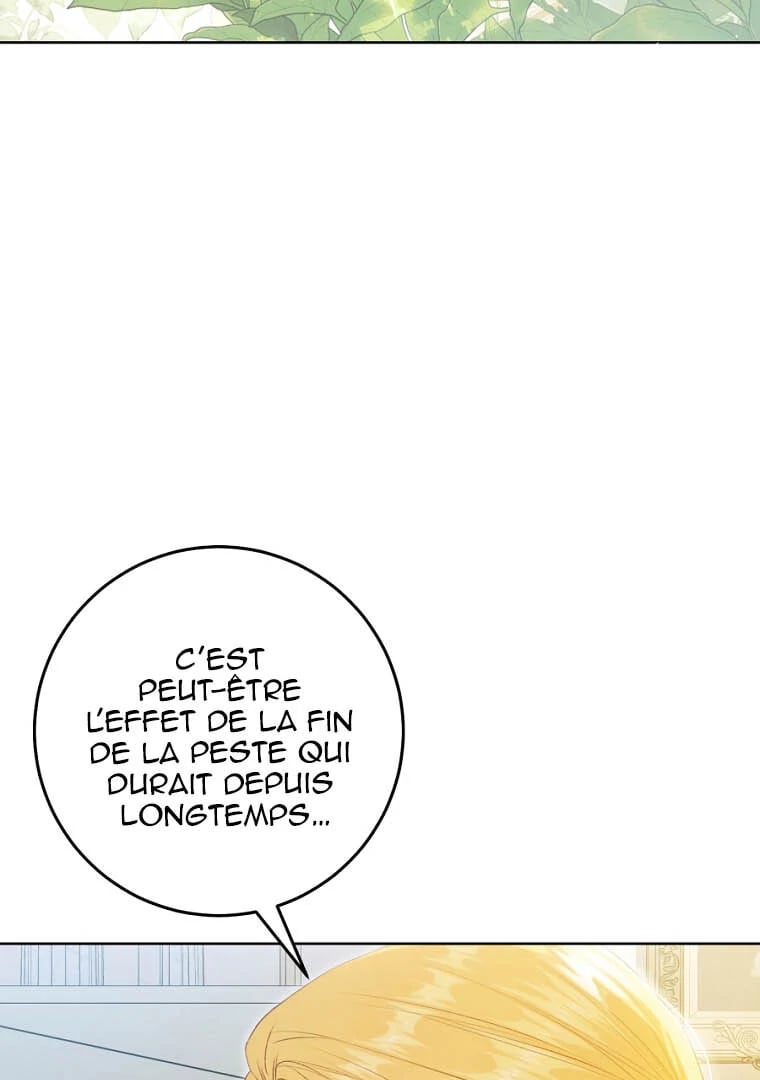 C'EST
PEUT-ÊTRE
L'EFFET DE LA FIN
DE LA PESTE QUI
DURAIT DEPUIS
LONGTEMPS...